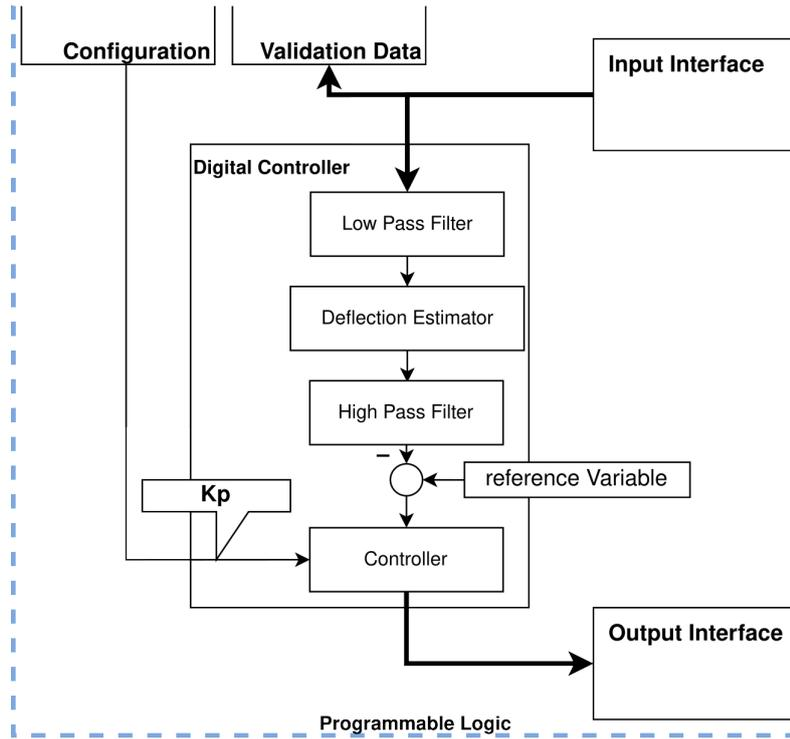 Configuration
Validation Data
Input Interface
Digital Controller
Low Pass Filter
Deflection Estimator
High Pass Filter
–
reference Variable
Kp
Controller
Output Interface
Programmable Logic